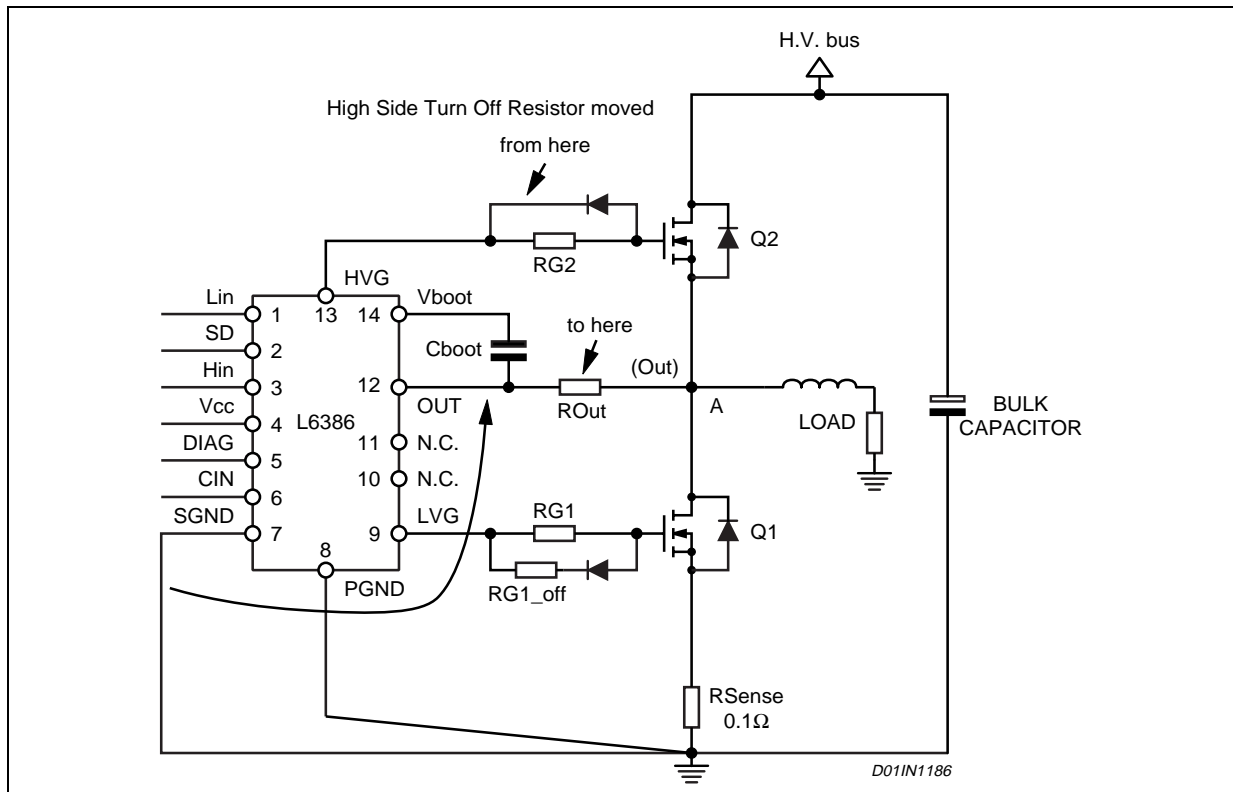 H.V. bus
High Side Turn Off Resistor moved
from here
Q2
RG2
HVG
Lin
Vboot
1
13
14
SD
to here
2
Cboot
(Out)
Hin
3
12
Vcc
OUT
ROut
A
4
L6386
LOAD
BULK
CAPACITOR
DIAG
11
N.C.
5
CIN
10
N.C.
6
SGND
LVG
RG1
7
9
Q1
8
PGND
RG1_off
RSense
0.1Ω
D01IN1186